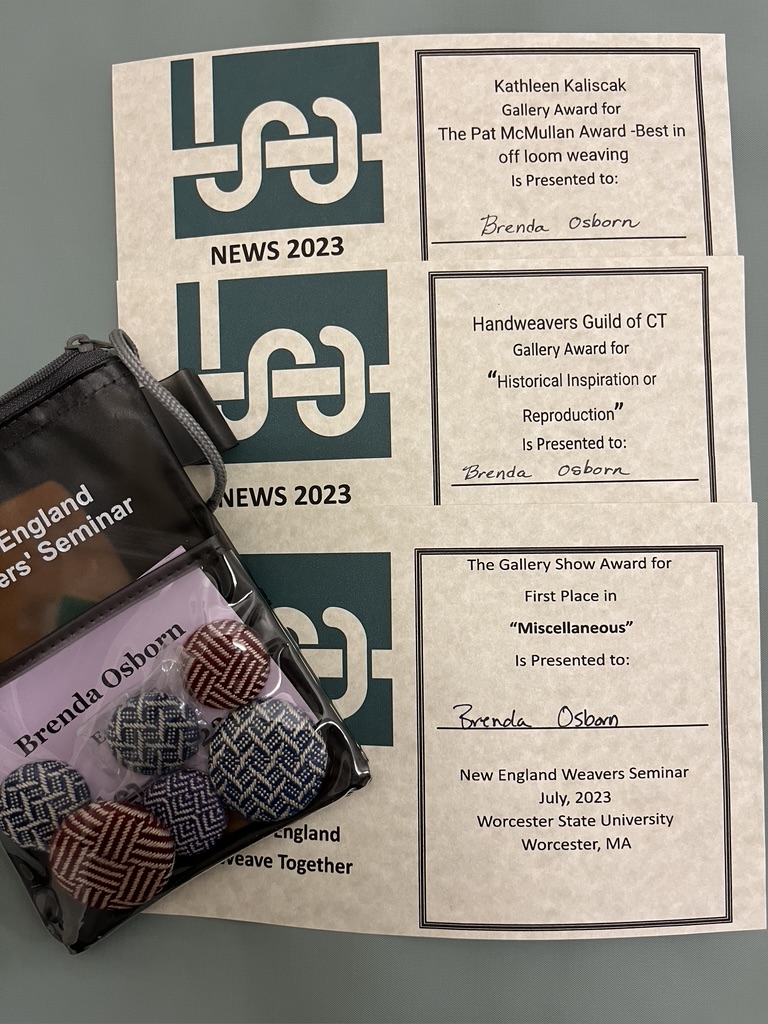 Kathleen Kaliscak
Gallery Award for
The Pat McMullan Award -Best in
off loom weaving
Is Presented to:
Brenda Osborn
NEWS 2023
Handweavers Guild of CT
Gallery Award for
"Historical Inspiration or
Reproduction"
Is Presented to:
Brenda Osborn
NEWS 2023
The Gallery Show Award for
First Place in
"Miscellaneous"
Is Presented to:
Brenda Osborn
New England Weavers Seminar
July, 2023
Worcester State University
Worcester, MA
England
Weave Together
England
ers' Seminar
Brenda Osborn